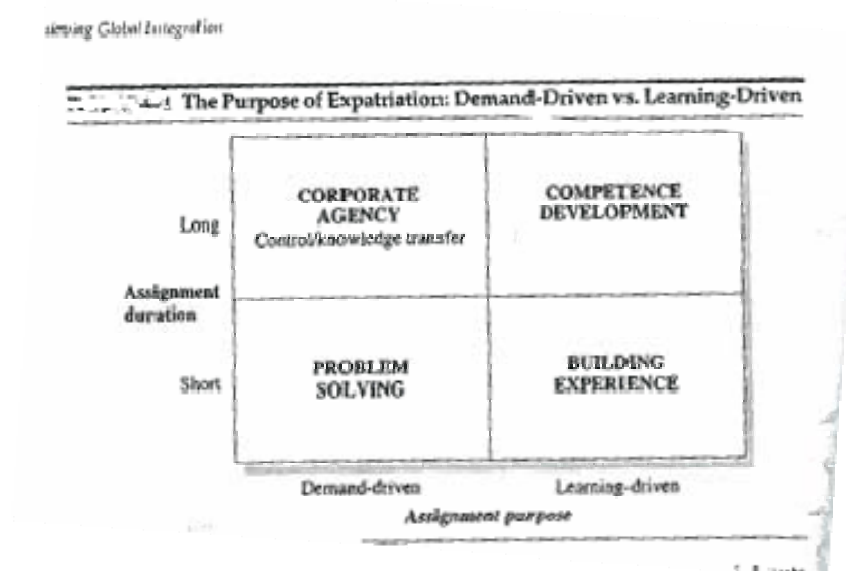 Global Integration
The Purpose of Expatriation: Demand-Driven vs. Learning-Driven
CORPORATE
AGENCY
Control/knowledge transfer
COMPETENCE
DEVELOPMENT
Long
Assignment
duration
PROBLEM
SOLVING
BUILDING
EXPERIENCE
Short
Demand-driven
Learning-driven
Assignment purpose